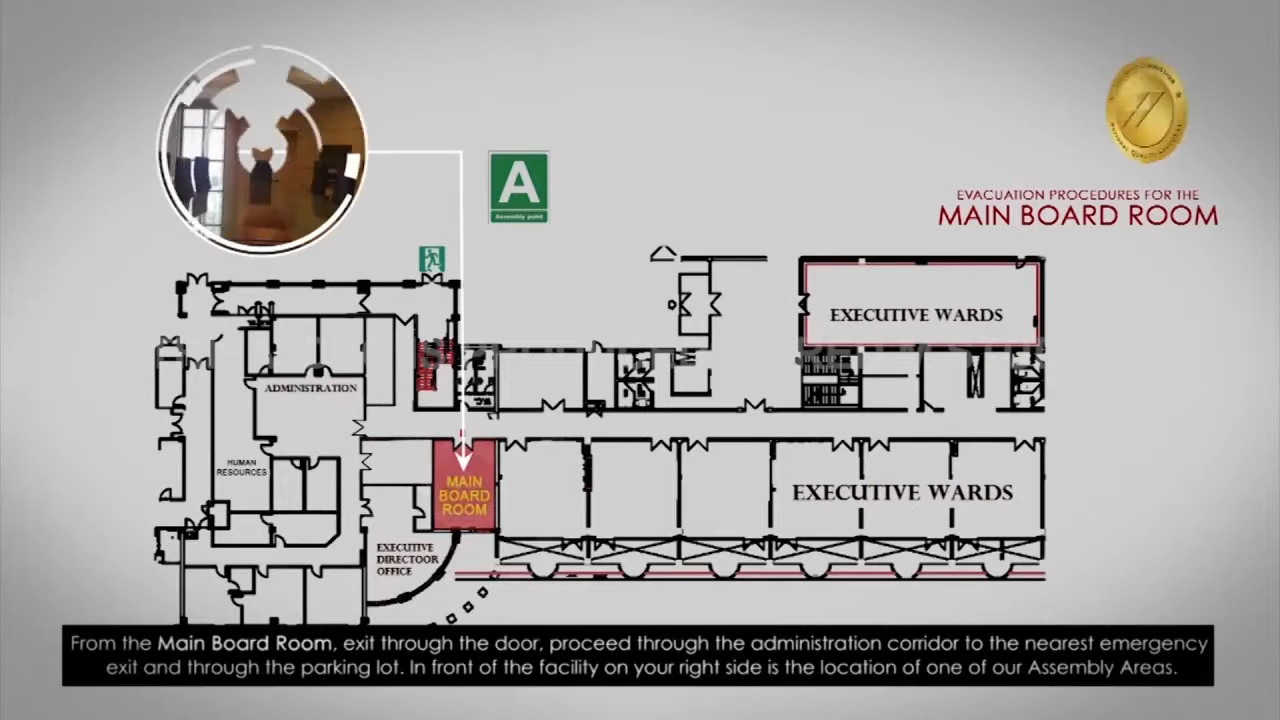 A
Assembly point
EVACUATION PROCEDURES FOR THE
MAIN BOARD ROOM
EXECUTIVE WARDS
ADMINISTRATION
HUMAN
RESOURCES
MAIN
BOARD
ROOM
EXECUTIVE WARDS
EXECUTIVE
DIRECTOOR
OFFICE
From the Main Board Room, exit through the door, proceed through the administration corridor to the nearest emergency
exit and through the parking lot. In front of the facility on your right side is the location of one of our Assembly Areas.